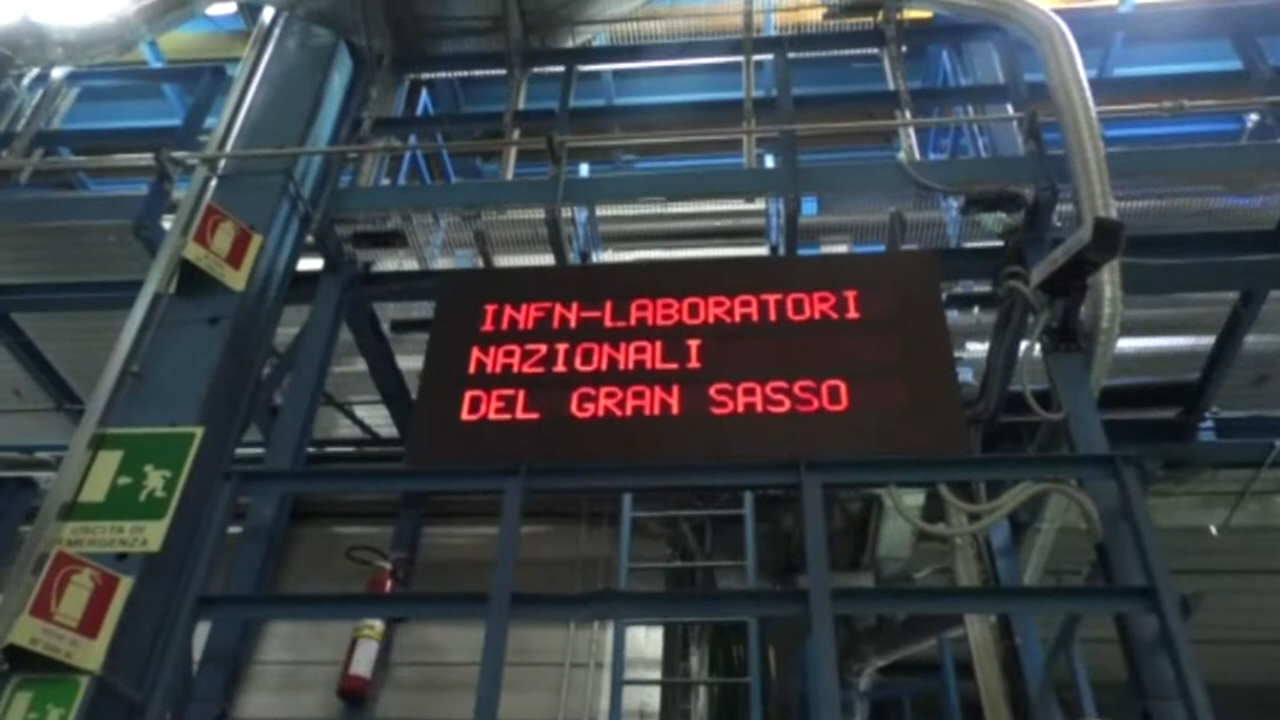 INFN-LABORATORI
NAZIONALI
DEL GRAN SASSO
USCITA DI
EMERGENZA